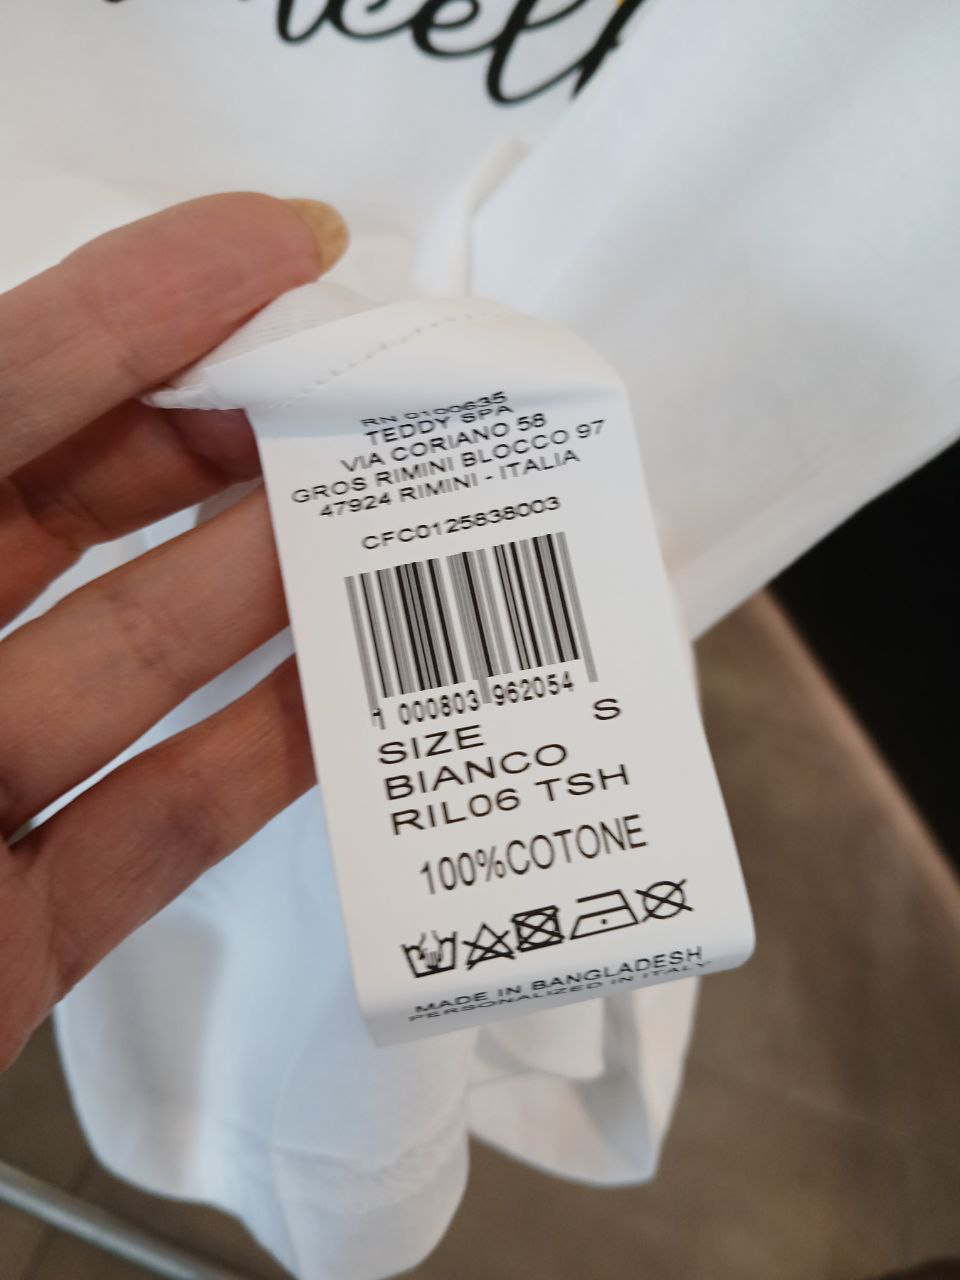 RN 0100635
TEDDY SPA
VIA CORIANO 58
GROS RIMINI BLOCCO 97
47924 RIMINI - ITALIA
CFC0125838003
1 000803 962054
SIZE S
BIANCO
RIL06 TSH
100%COTONE
MADE IN BANGLADESH
PERSONALIZED IN ITALY